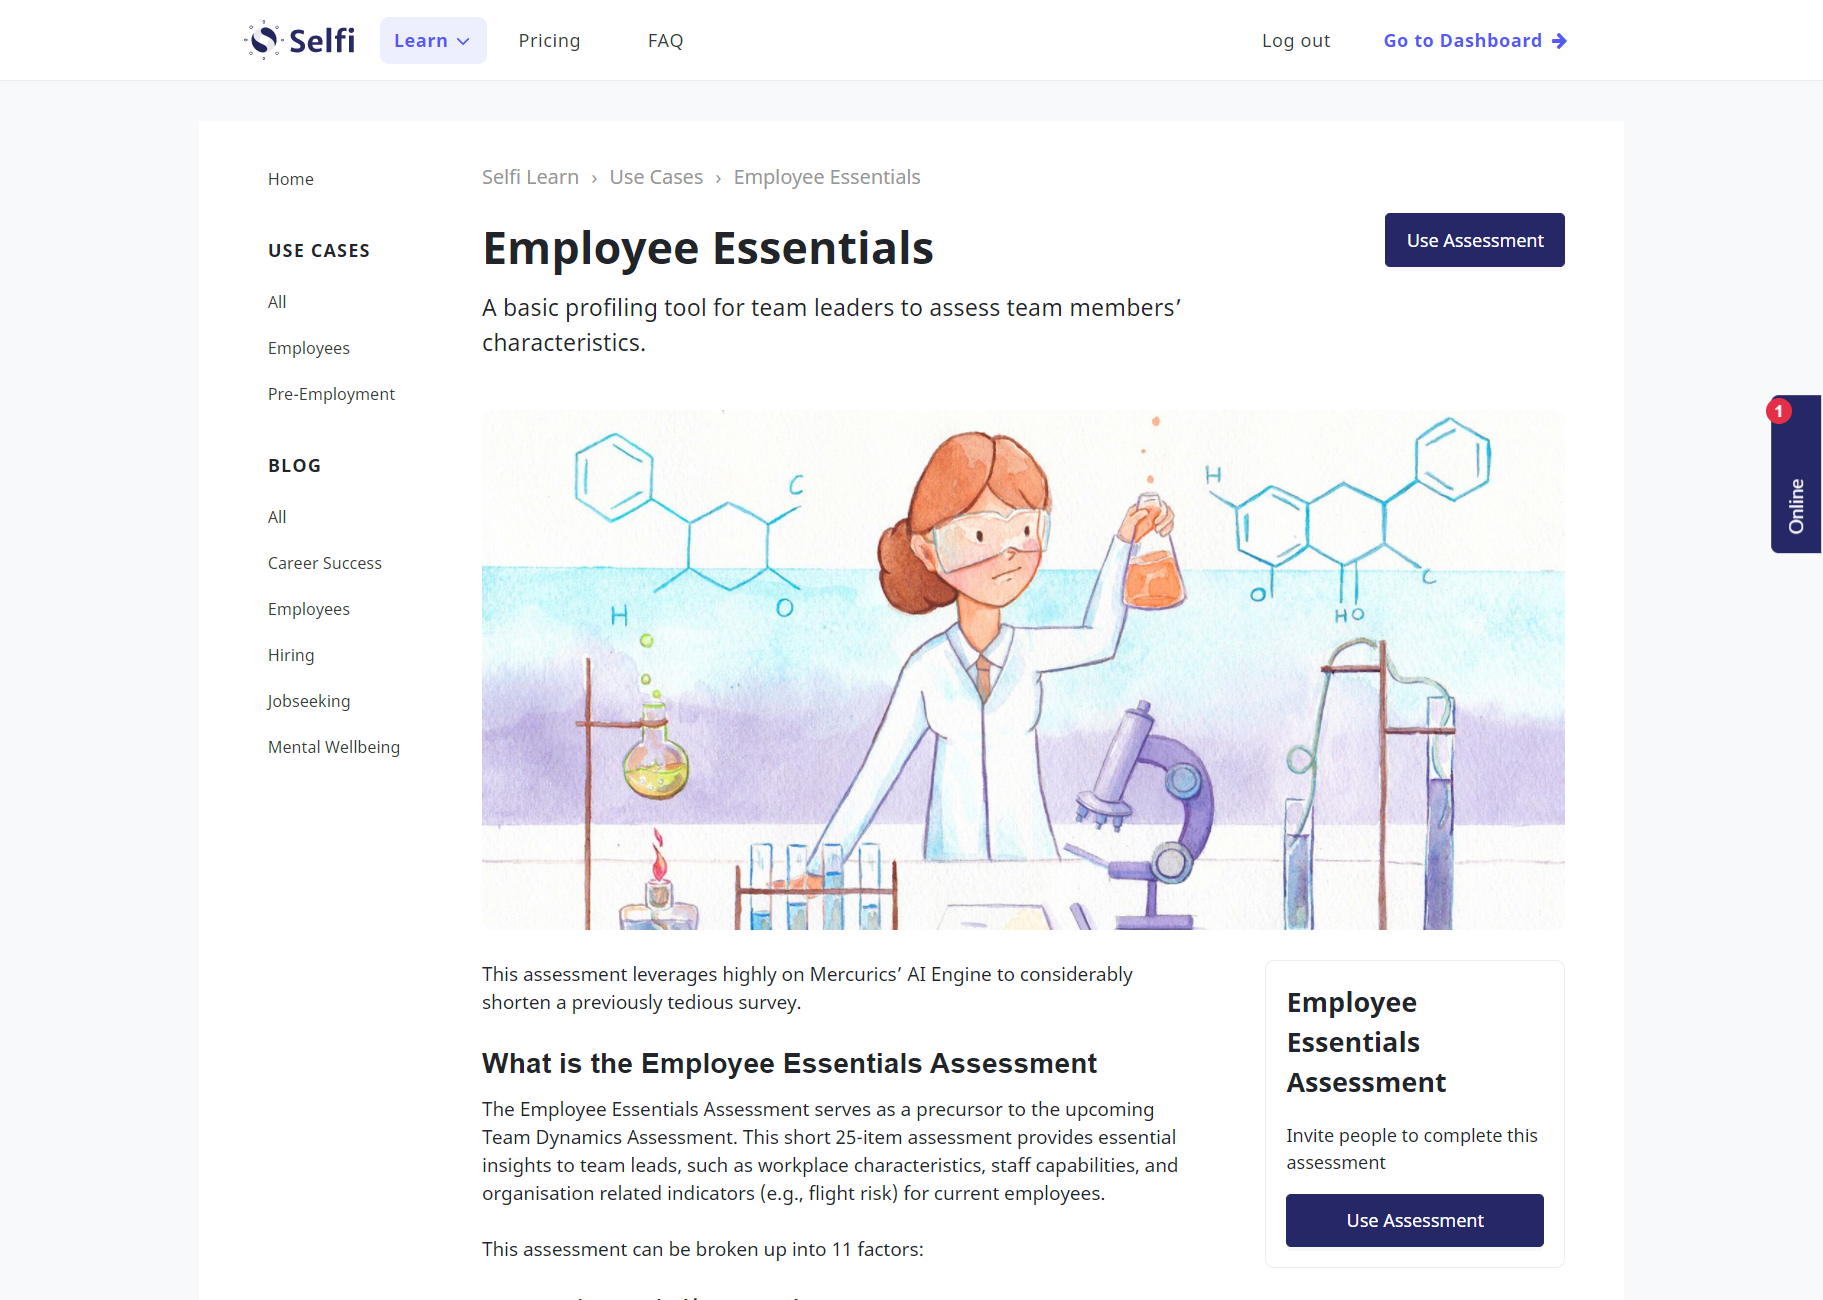 Selfi
Learn
Pricing
FAQ
Log out
Go to Dashboard
Home
USE CASES
All
Employees
Pre-Employment
BLOG
All
Career Success
Employees
Hiring
Jobseeking
Mental Wellbeing
Selfi Learn › Use Cases › Employee Essentials
Employee Essentials
Use Assessment
A basic profiling tool for team leaders to assess team members’
characteristics.
C
H
O
H
O
HO
C
1
Online
This assessment leverages highly on Mercurics’ AI Engine to considerably
shorten a previously tedious survey.
What is the Employee Essentials Assessment
The Employee Essentials Assessment serves as a precursor to the upcoming
Team Dynamics Assessment. This short 25-item assessment provides essential
insights to team leads, such as workplace characteristics, staff capabilities, and
organisation related indicators (e.g., flight risk) for current employees.
This assessment can be broken up into 11 factors:
Employee
Essentials
Assessment
Invite people to complete this
assessment
Use Assessment